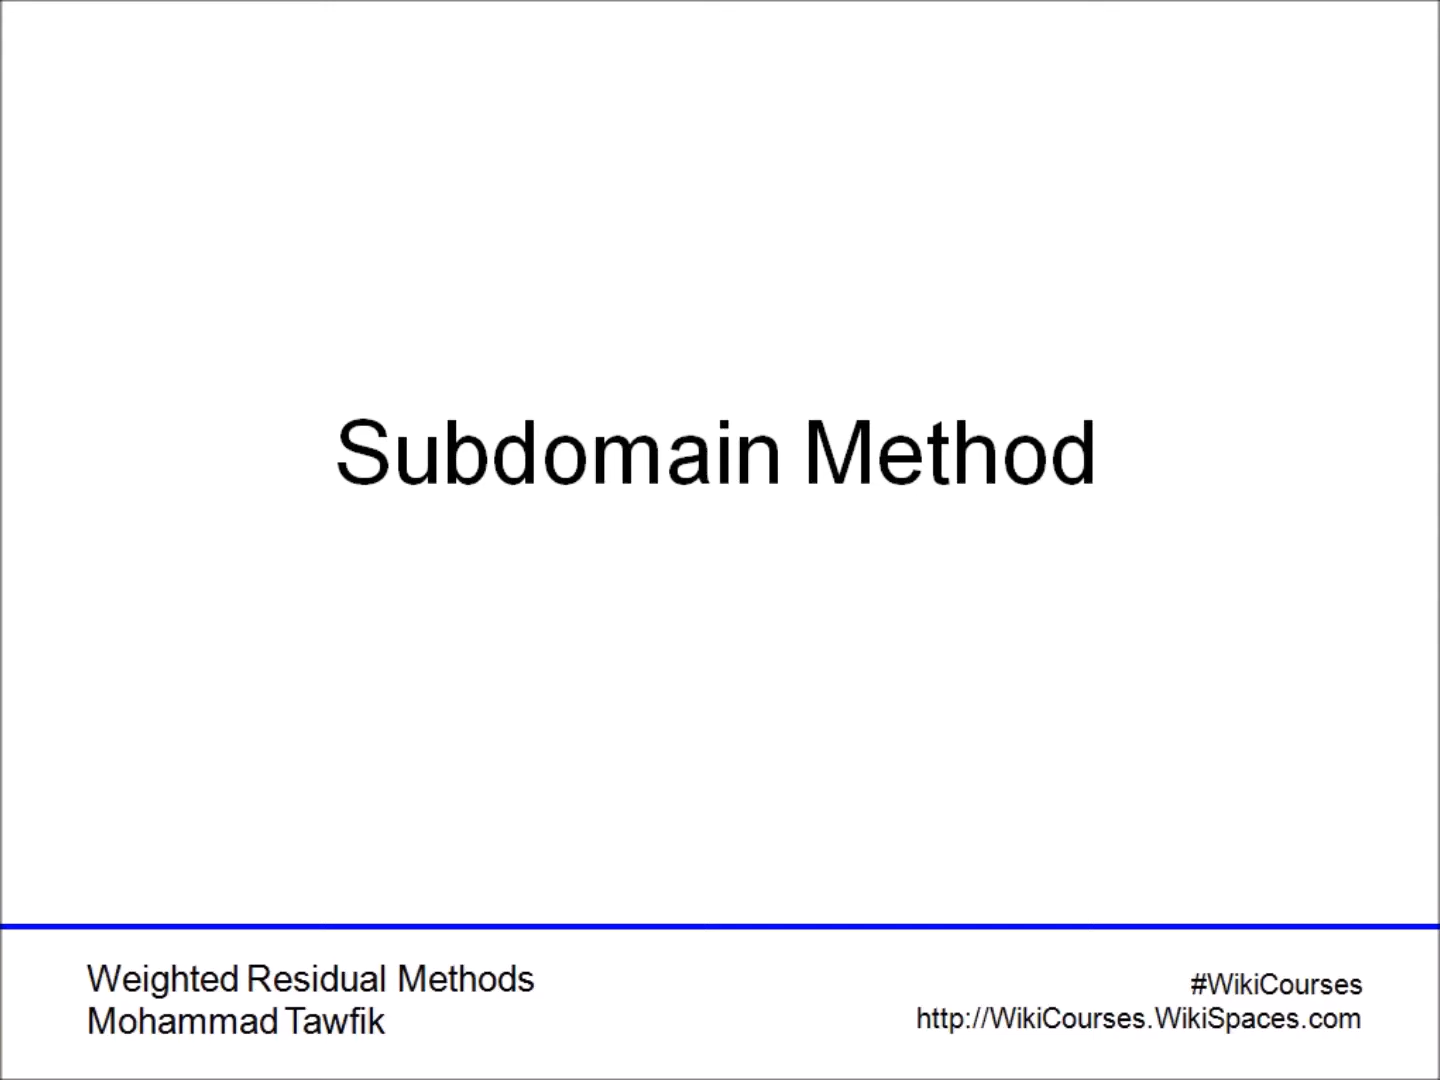 Subdomain Method
Weighted Residual Methods
Mohammad Tawfik
#WikiCourses
http://WikiCourses.WikiSpaces.com